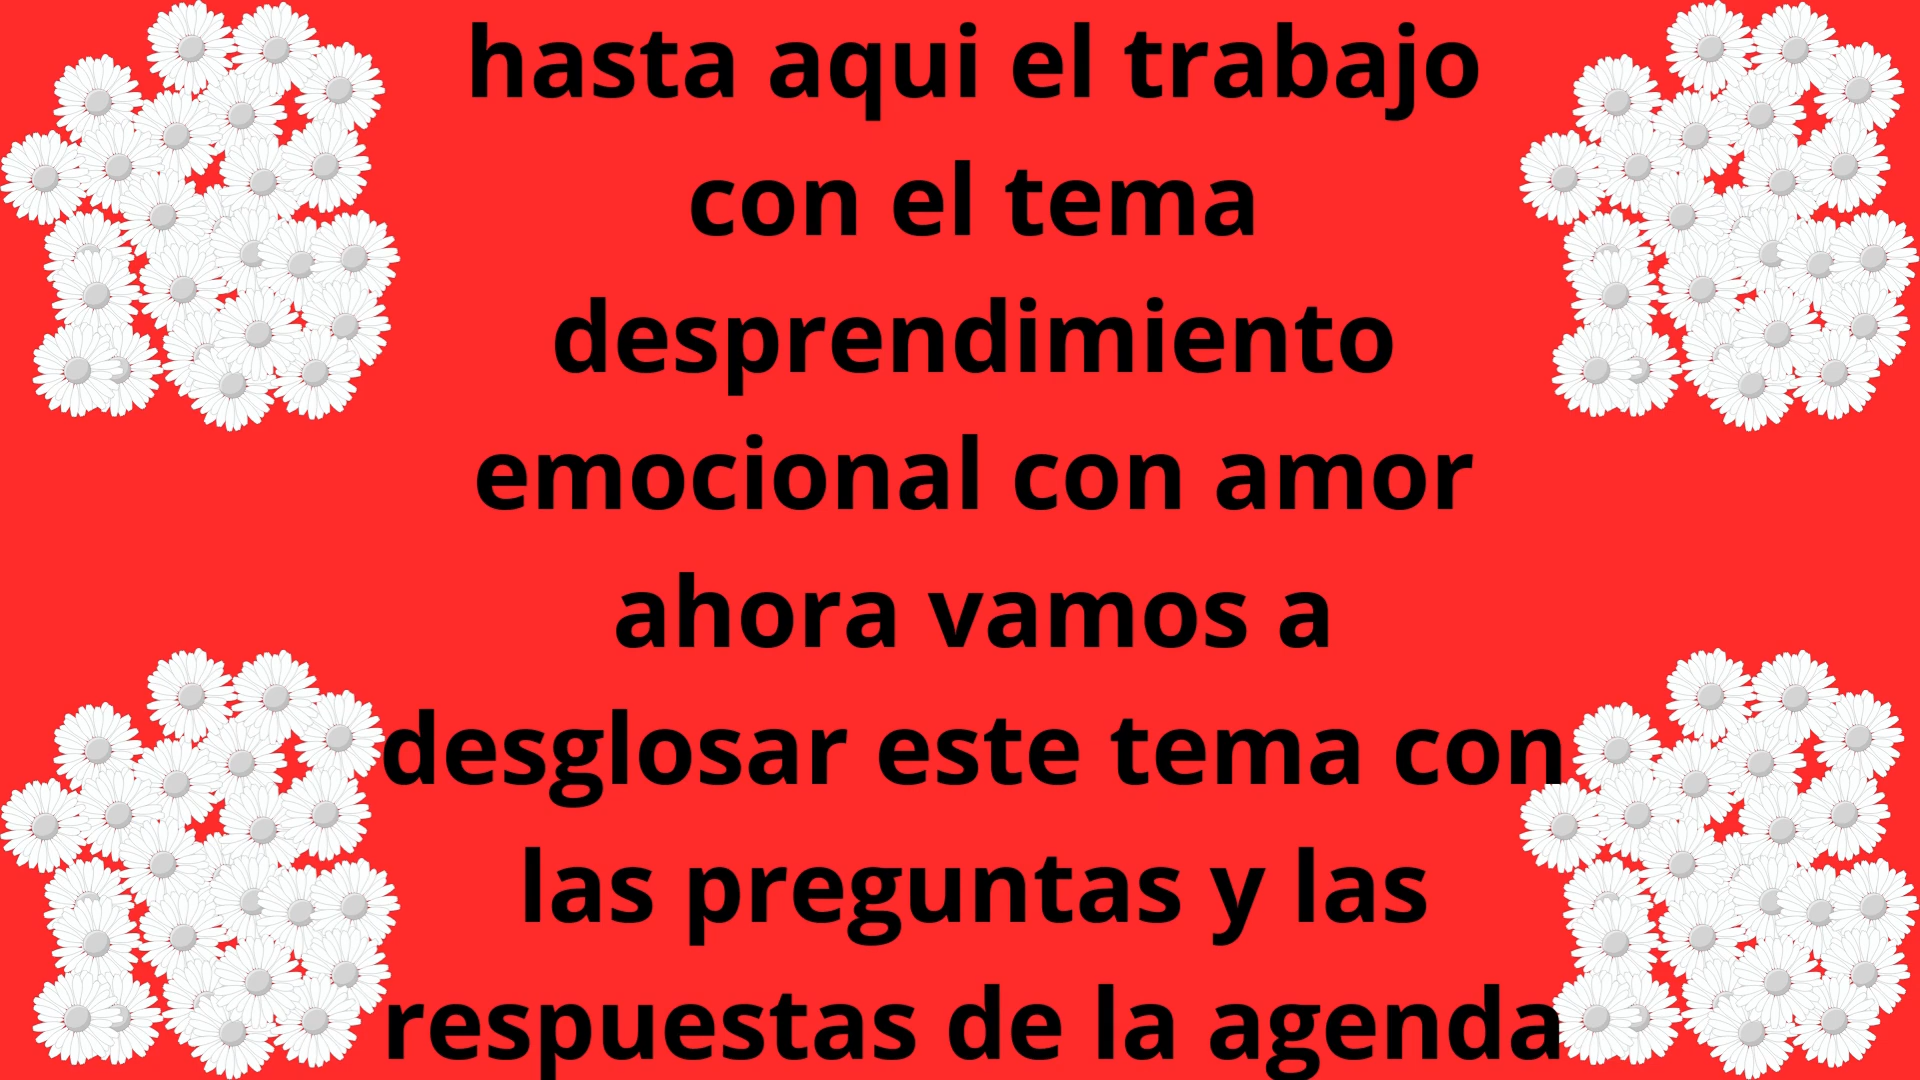 hasta aqui el trabajo
con el tema
desprendimiento
emocional con amor
ahora vamos a
desglosar este tema con
las preguntas y las
respuestas de la agenda